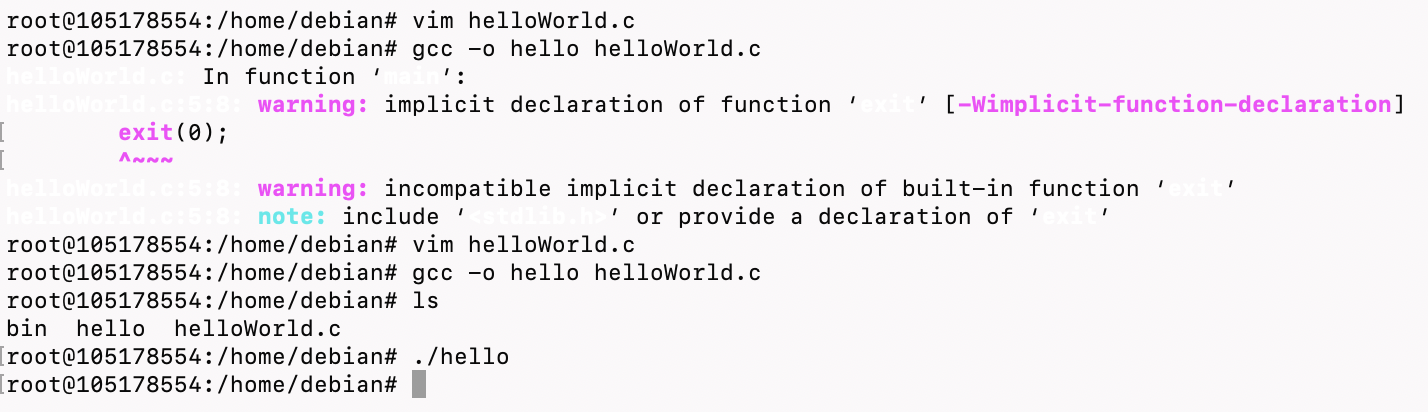 root@105178554:/home/debian# vim helloWorld.c
root@105178554:/home/debian# gcc -o hello helloWorld.c
helloWorld.c: In function ‘main’:
helloWorld.c:5:8: warning: implicit declaration of function ‘exit’ [-Wimplicit-function-declaration]
[       exit(0);
[       ^~~~
helloWorld.c:5:8: warning: incompatible implicit declaration of built-in function ‘exit’
helloWorld.c:5:8: note: include ‘<stdlib.h>’ or provide a declaration of ‘exit’
root@105178554:/home/debian# vim helloWorld.c
root@105178554:/home/debian# gcc -o hello helloWorld.c
root@105178554:/home/debian# ls
bin  hello  helloWorld.c
[root@105178554:/home/debian# ./hello
[root@105178554:/home/debian#